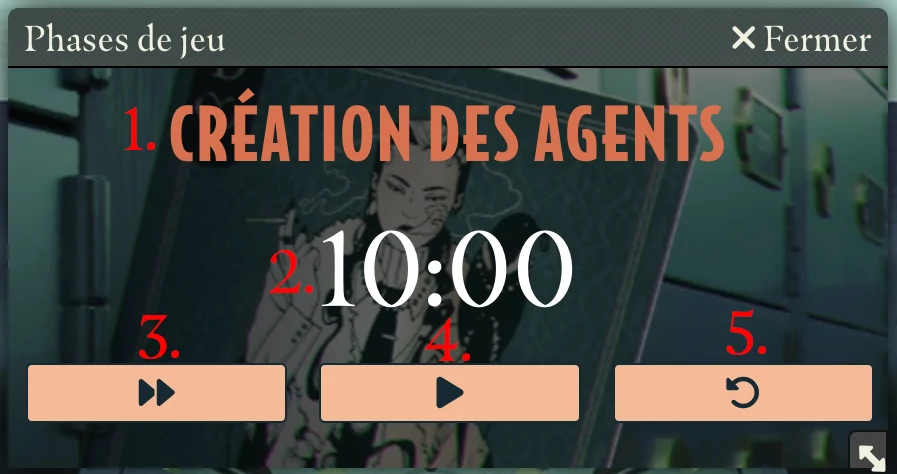 Phases de jeu
Fermer
1. CRÉATION DES AGENTS
2. 10:00
3.
4.
5.